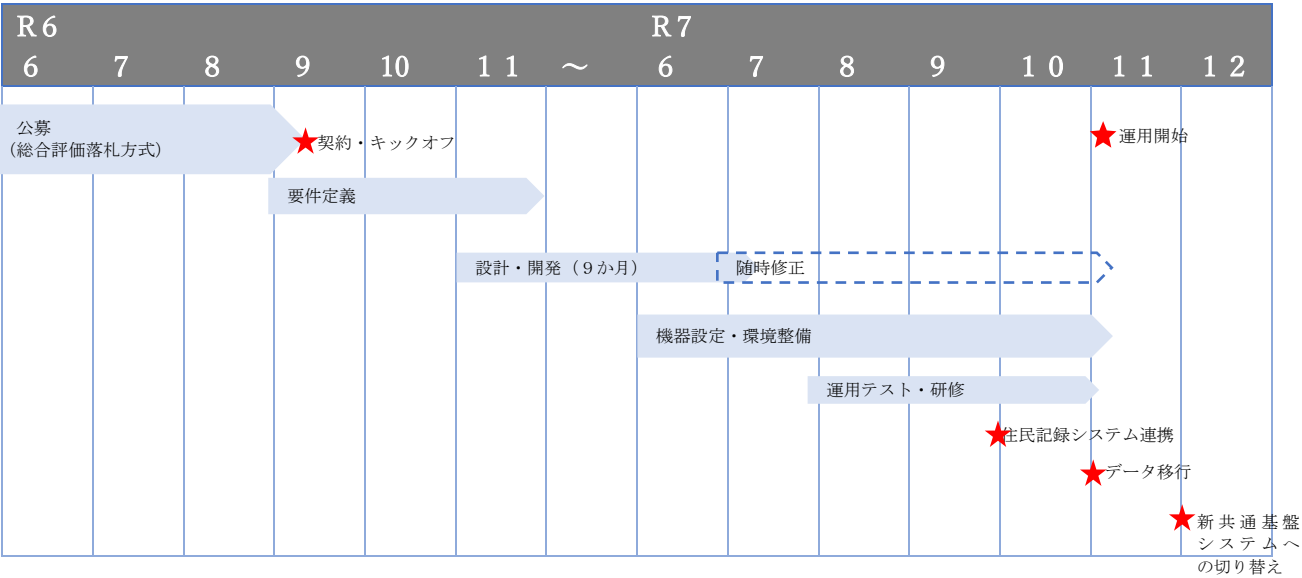 Ｒ６　Ｒ７
６　７　８　９　10　１１　～　６　７　８　９　１０　１１　１２
公募
（総合評価落札方式）
契約・キックオフ
運用開始
要件定義
設計・開発（９か月）
随時修正
機器設定・環境整備
運用テスト・研修
住民記録システム連携
データ移行
新共通基盤
システムへ
の切り替え